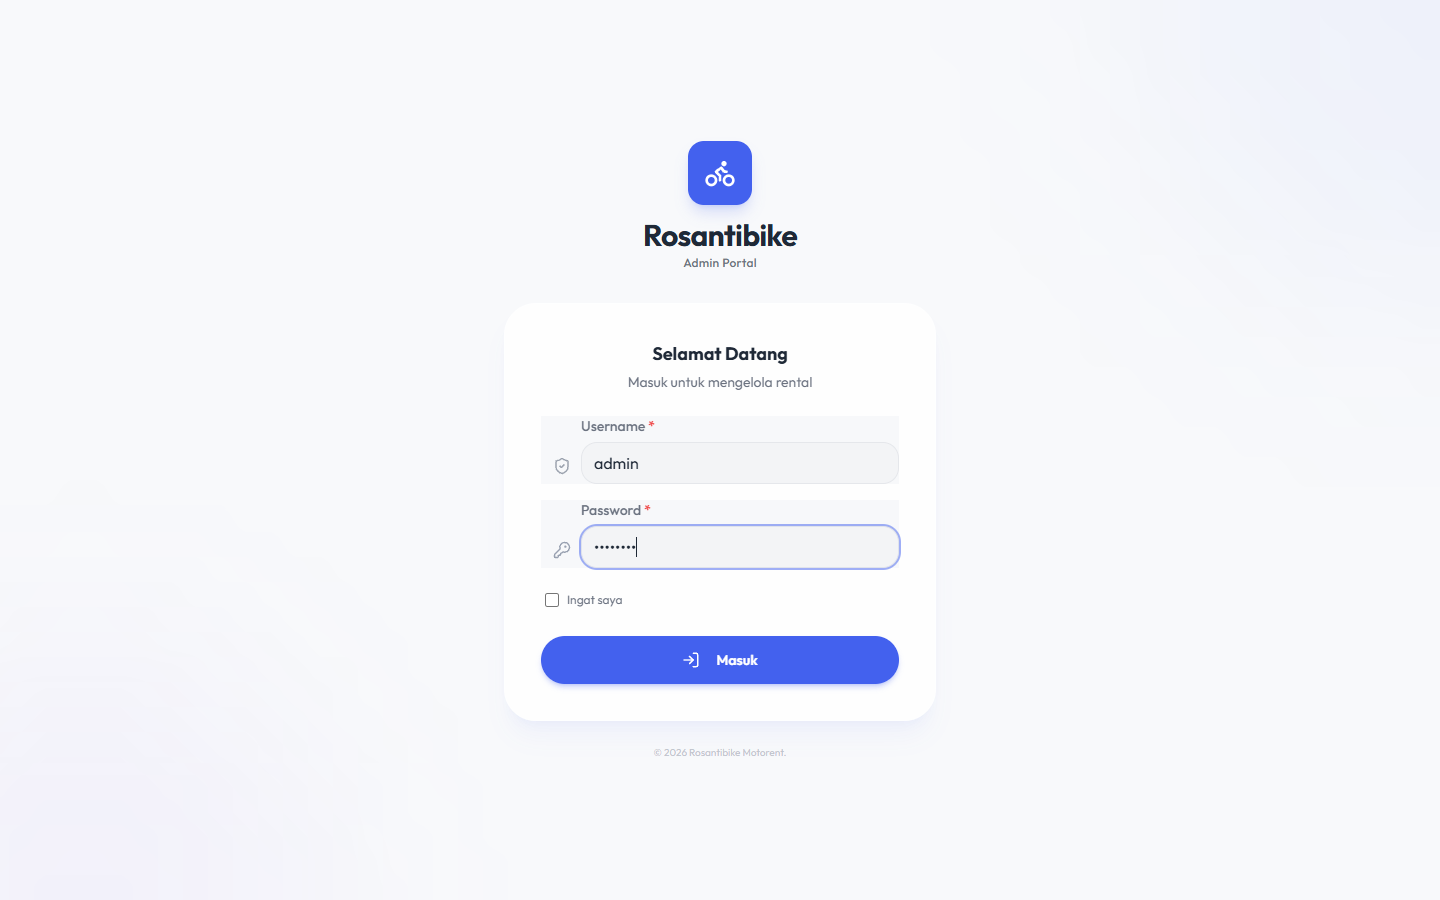 Rosantibike
Admin Portal
Selamat Datang
Masuk untuk mengelola rental
Username *
admin
Password *
••••••••
Ingat saya
Masuk
© 2026 Rosantibike Motorent.